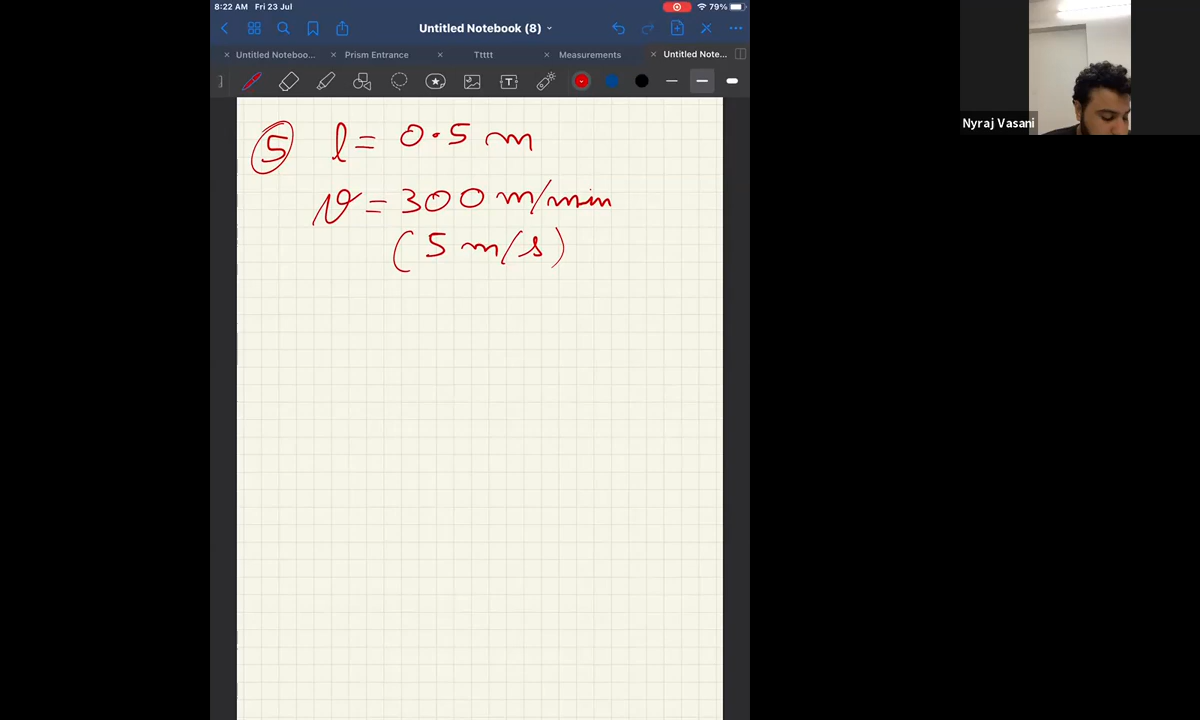 8:22 AM Fri 23 Jul
79%
Untitled Notebook (8)
Untitled Noteboo...
Prism Entrance
Ttttt
Measurements
Untitled Note...
T
Nyraj Vasani
5 l = 0.5 m
v = 300 m/min
(5 m/s)